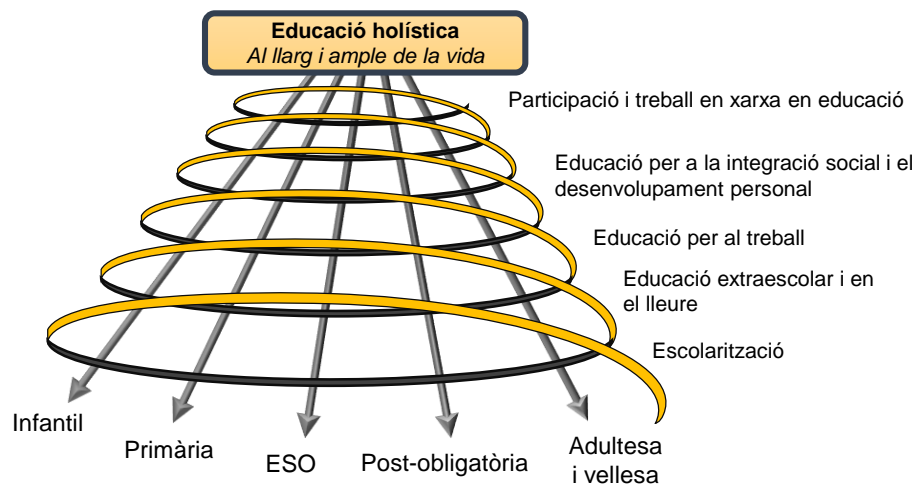 Educació holística
Al llarg i ample de la vida
Participació i treball en xarxa en educació
Educació per a la integració social i el
desenvolupament personal
Educació per al treball
Educació extraescolar i en
el lleure
Escolarització
Infantil
Primària
ESO
Post-obligatòria
Adultesa
i vellesa